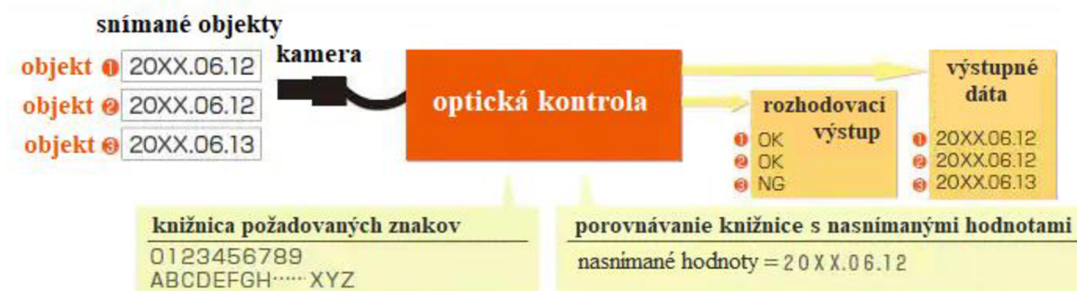 snímané objekty
objekt ❶ 20XX.06.12
objekt ❷ 20XX.06.12
objekt ❸ 20XX.06.13
kamera
optická kontrola
rozhodovací
výstup
❶ OK
❷ OK
❸ NG
výstupné
dáta
❶ 20XX.06.12
❷ 20XX.06.12
❸ 20XX.06.13
knižnica požadovaných znakov
0123456789
ABCDEFGH······XYZ
porovnávanie knižnice s nasnímanými hodnotami
nasnímané hodnoty = 20XX.06.12